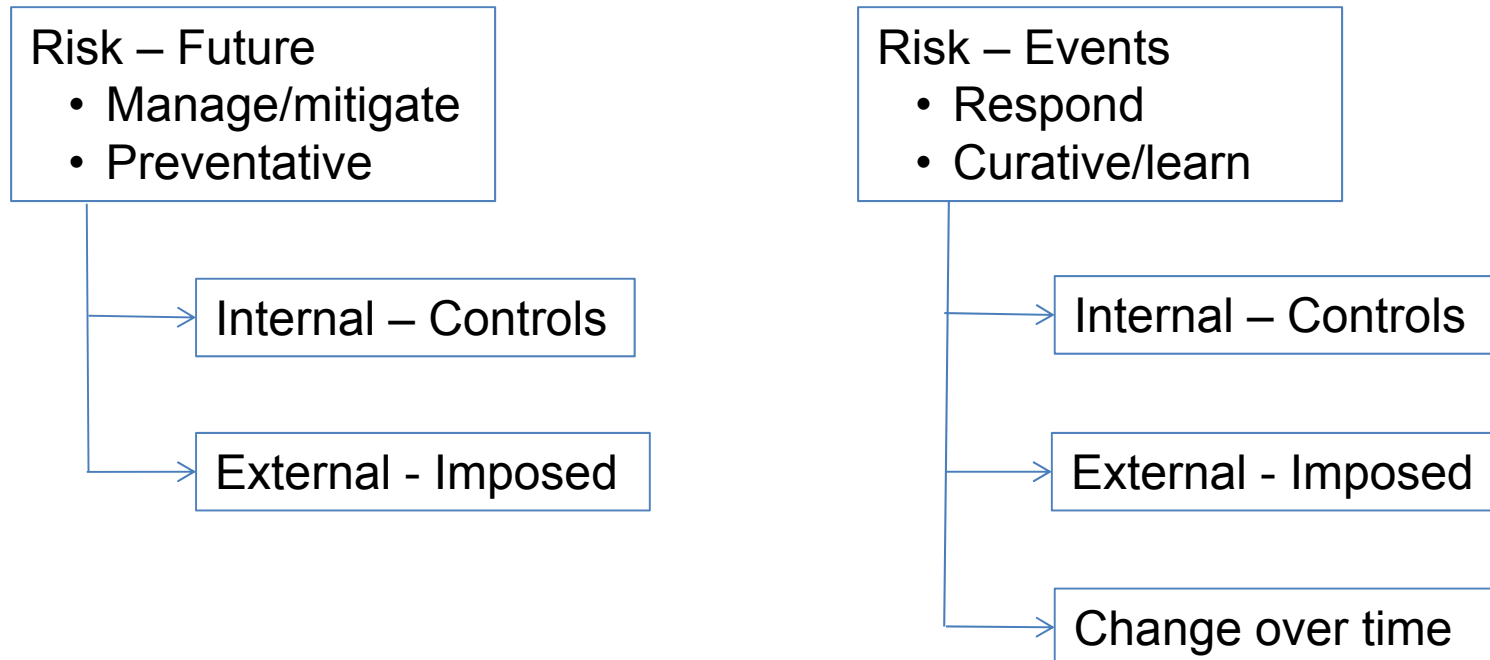 Risk – Future
• Manage/mitigate
• Preventative
Internal – Controls
External - Imposed
Risk – Events
• Respond
• Curative/learn
Internal – Controls
External - Imposed
Change over time